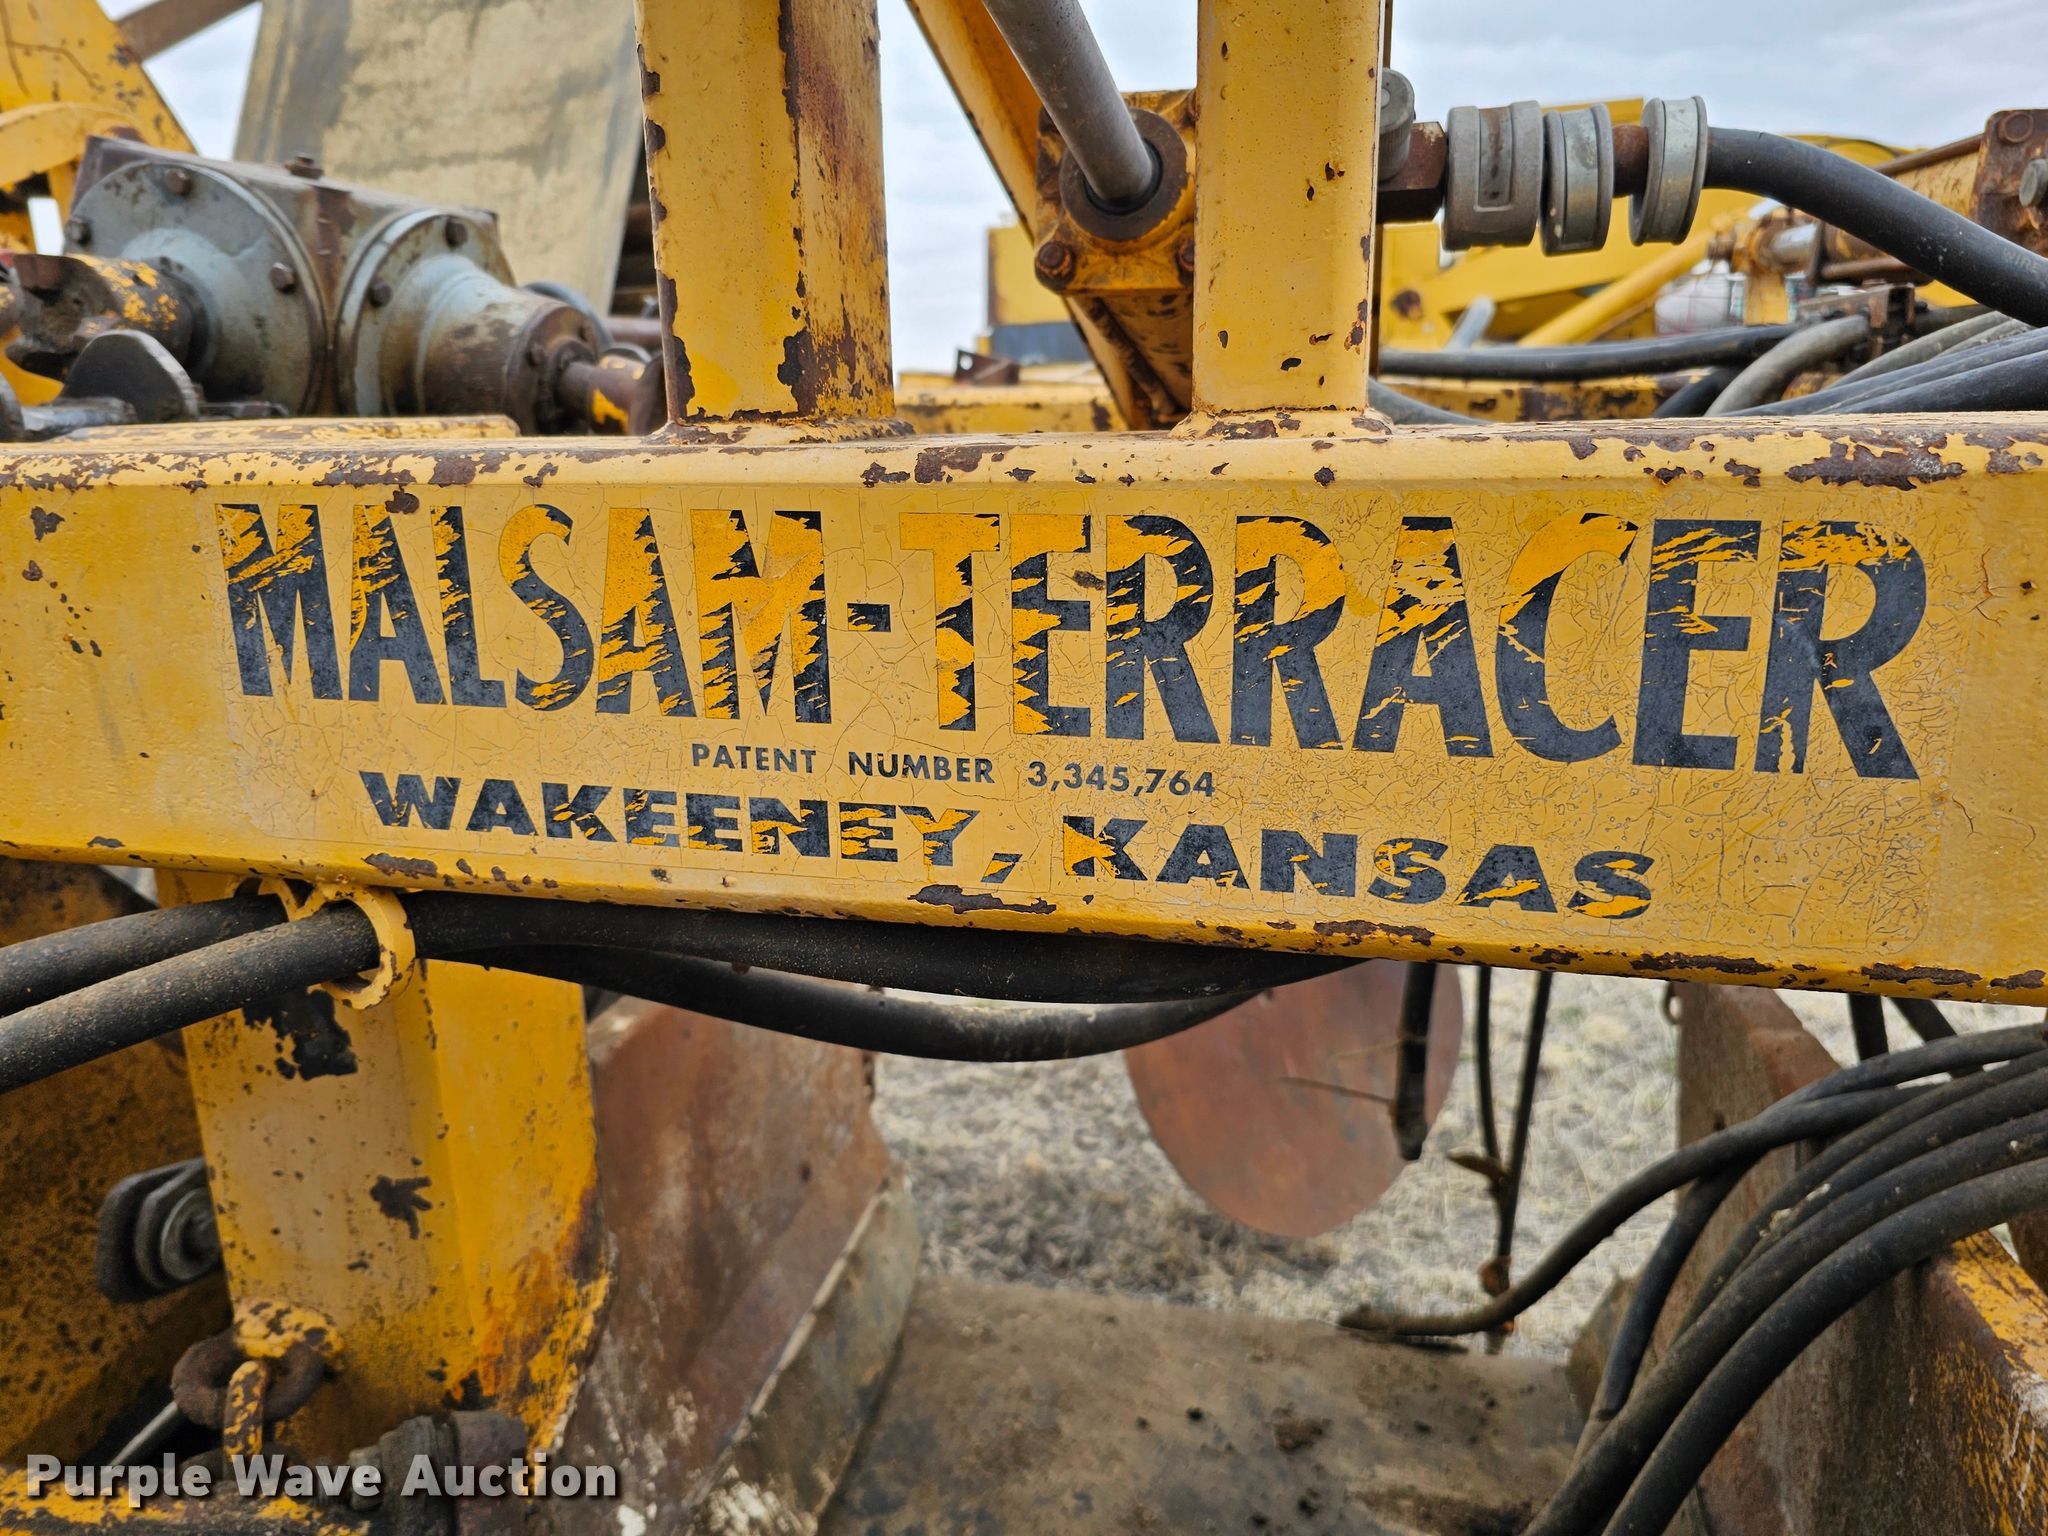 MALSAM-TERRACER
PATENT NUMBER 3,345,764
WAKEENEY, KANSAS
Purple Wave Auction